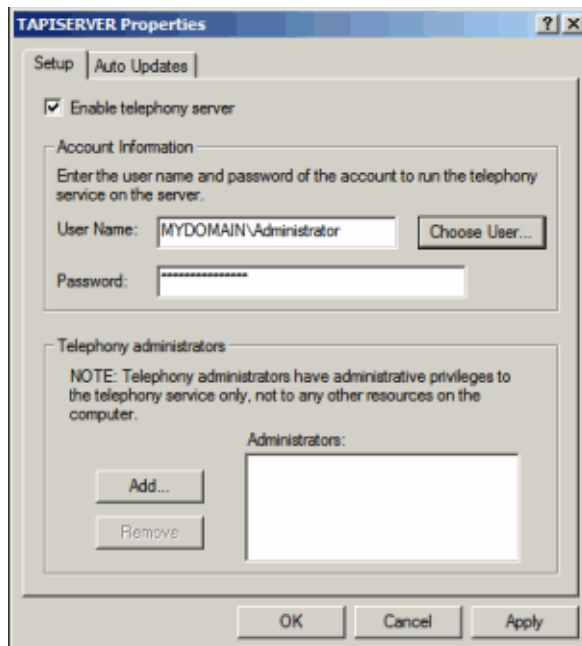 TAPISERVER Properties
Setup
Auto Updates
Enable telephony server
Account Information
Enter the user name and password of the account to run the telephony
service on the server.
User Name:
MYDOMAIN\Administrator
Choose User...
Password:
***************
Telephony administrators
NOTE: Telephony administrators have administrative privileges to
the telephony service only, not to any other resources on the
computer.
Administrators:
Add...
Remove
OK
Cancel
Apply